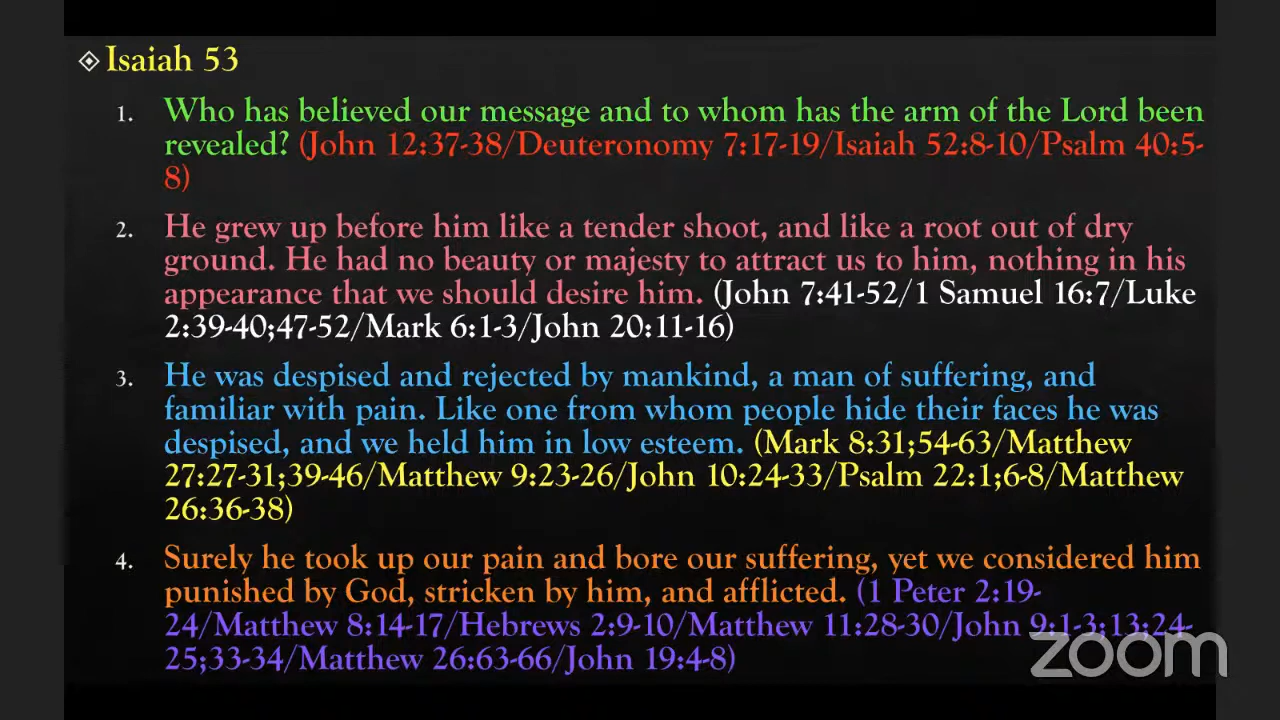 Isaiah 53
1. Who has believed our message and to whom has the arm of the Lord been
revealed? (John 12:37-38/Deuteronomy 7:17-19/Isaiah 52:8-10/Psalm 40:5-
8)
2. He grew up before him like a tender shoot, and like a root out of dry
ground. He had no beauty or majesty to attract us to him, nothing in his
appearance that we should desire him. (John 7:41-52/1 Samuel 16:7/Luke
2:39-40;47-52/Mark 6:1-3/John 20:11-16)
3. He was despised and rejected by mankind, a man of suffering, and
familiar with pain. Like one from whom people hide their faces he was
despised, and we held him in low esteem. (Mark 8:31;54-63/Matthew
27:27-31;39-46/Matthew 9:23-26/John 10:24-33/Psalm 22:1;6-8/Matthew
26:36-38)
4. Surely he took up our pain and bore our suffering, yet we considered him
punished by God, stricken by him, and afflicted. (1 Peter 2:19-
24/Matthew 8:14-17/Hebrews 2:9-10/Matthew 11:28-30/John 9:1-3;13;24-
25;33-34/Matthew 26:63-66/John 19:4-8)
zoom